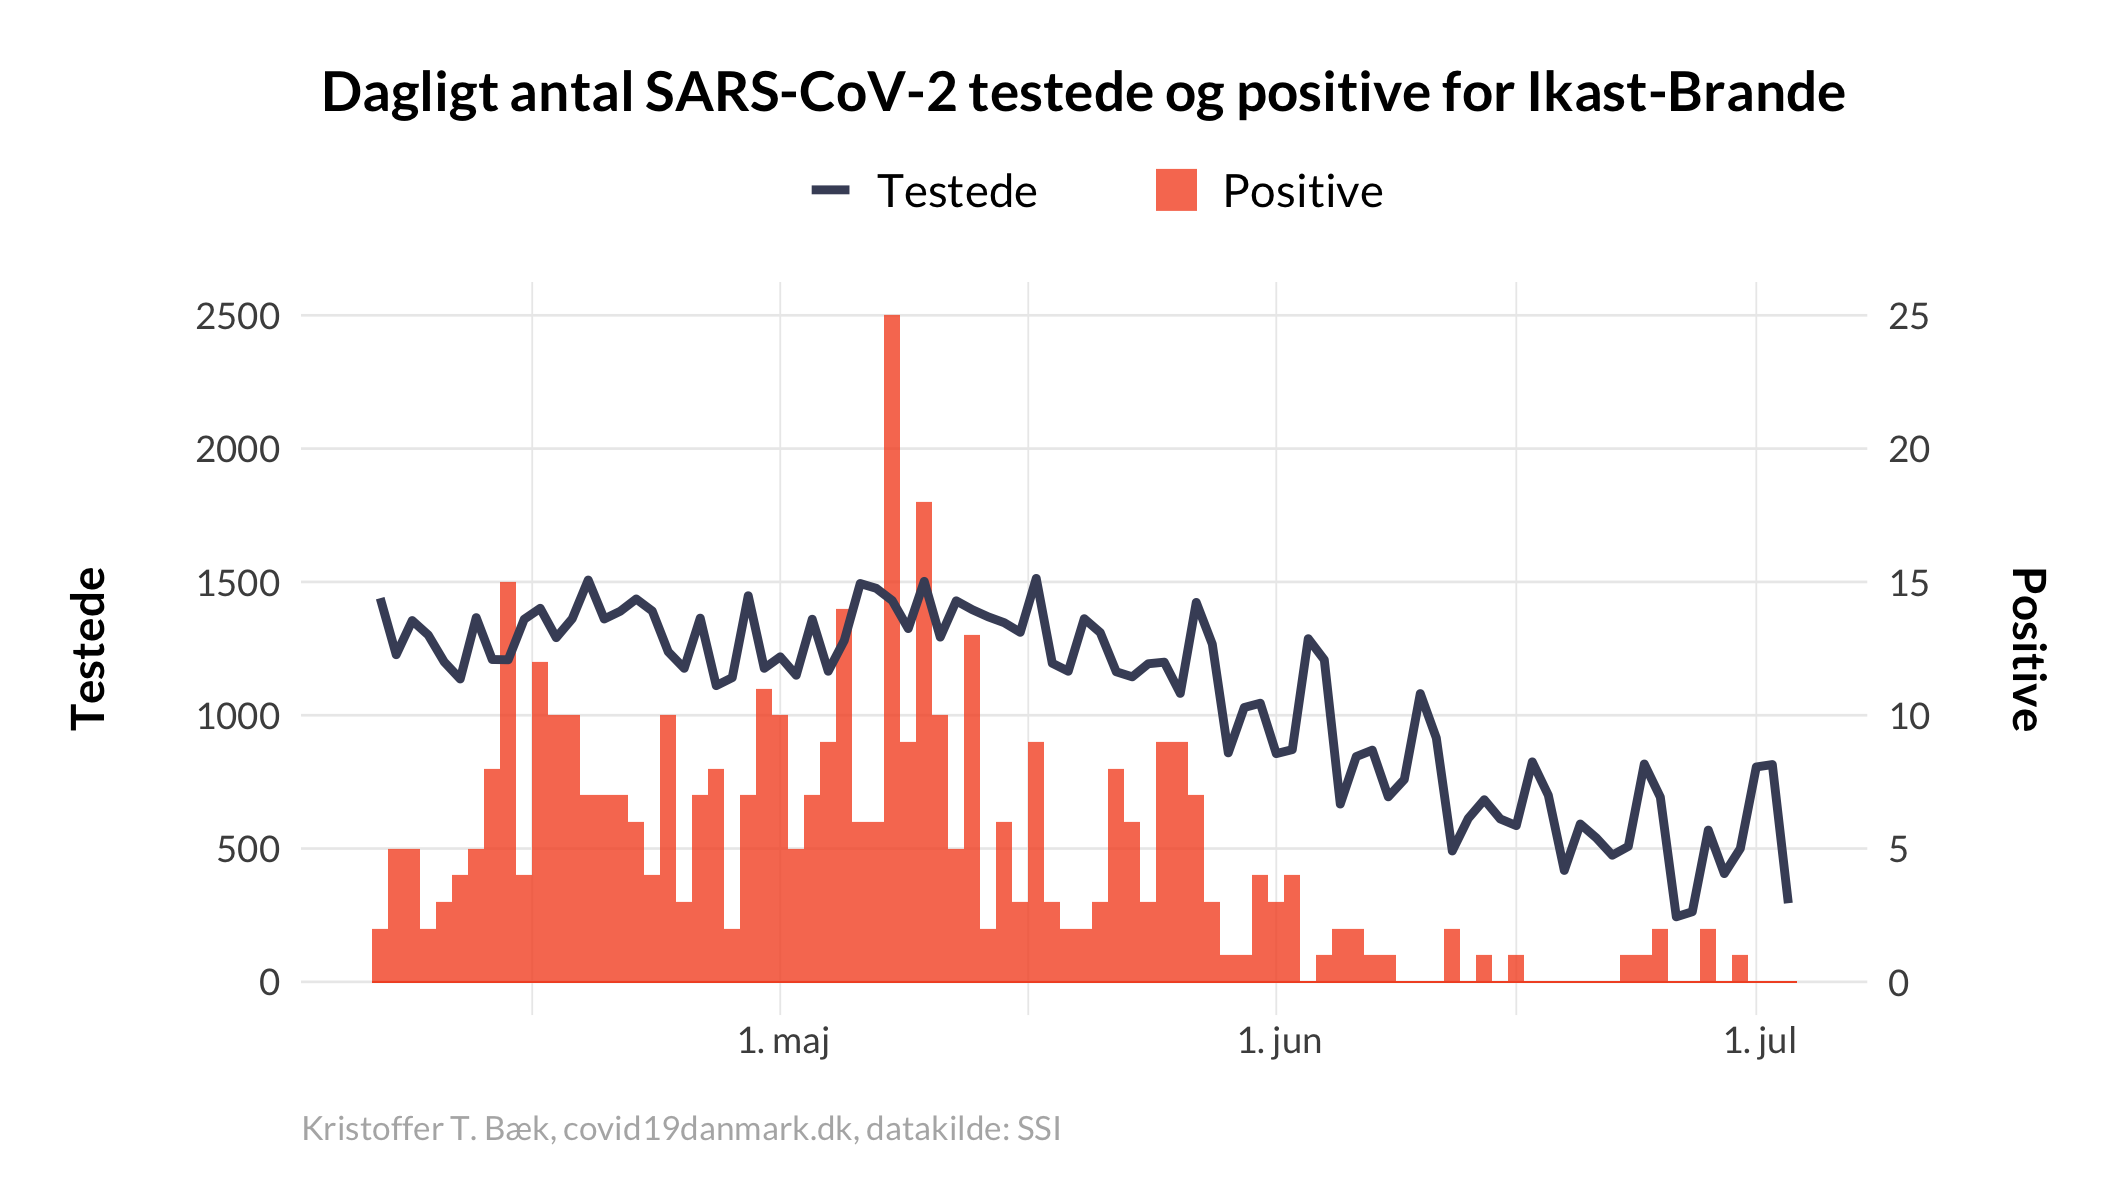 Dagligt antal SARS-CoV-2 testede og positive for Ikast-Brande
Testede
Positive
2500
2000
1500
1000
500
0
Testede
25
20
15
10
5
0
Positive
1. maj
1. jun
1. jul
Kristoffer T. Bæk, covid19danmark.dk, datakilde: SSI